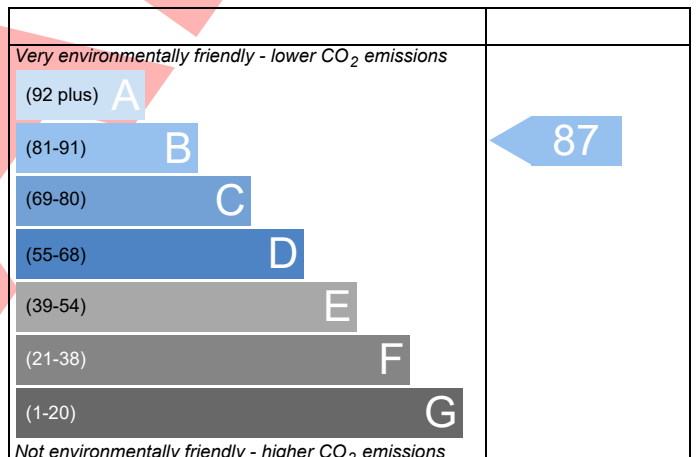 Very environmentally friendly - lower CO2 emissions
(92 plus) A
(81-91) B
87
(69-80) C
(55-68) D
(39-54) E
(21-38) F
(1-20) G
Not environmentally friendly - higher CO2 emissions